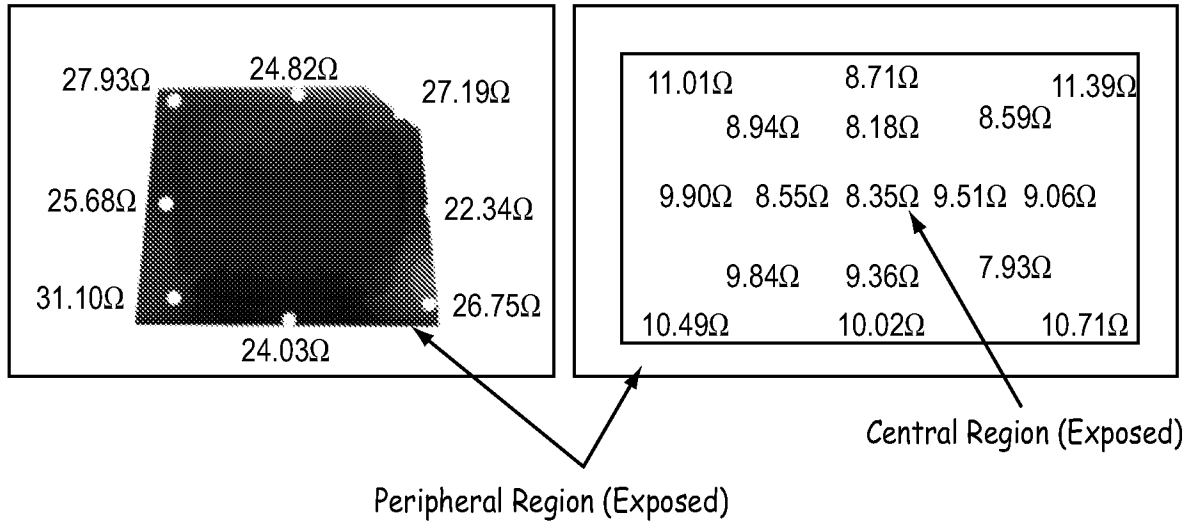 24.82Ω
27.93Ω
27.19Ω
25.68Ω
22.34Ω
31.10Ω
26.75Ω
24.03Ω
11.01Ω 8.71Ω 11.39Ω
8.94Ω 8.18Ω 8.59Ω
9.90Ω 8.55Ω 8.35Ω 9.51Ω 9.06Ω
9.84Ω 9.36Ω 7.93Ω
10.49Ω 10.02Ω 10.71Ω
Central Region (Exposed)
Peripheral Region (Exposed)